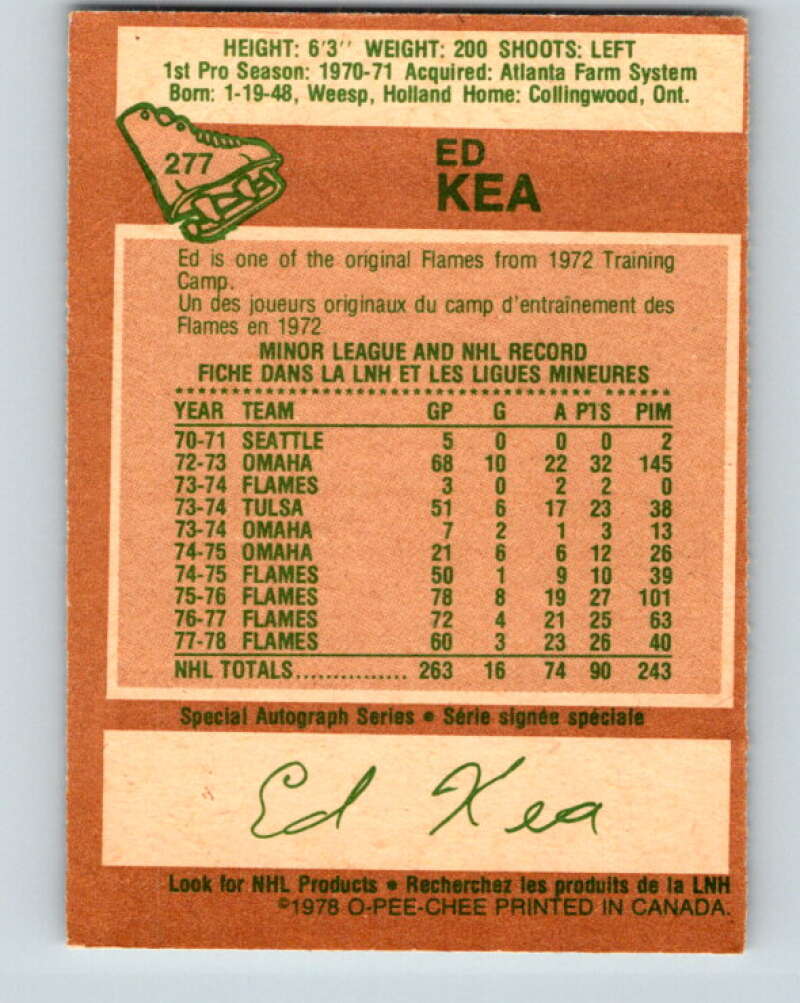 HEIGHT: 6'3'' WEIGHT: 200 SHOOTS: LEFT
1st Pro Season: 1970-71 Acquired: Atlanta Farm System
Born: 1-19-48, Weesp, Holland Home: Collingwood, Ont.
277
ED
KEA
Ed is one of the original Flames from 1972 Training
Camp.
Un des joueurs originaux du camp d'entraînement des
Flames en 1972
MINOR LEAGUE AND NHL RECORD
FICHE DANS LA LNH ET LES LIGUES MINEURES
YEAR TEAM GP G A PTS PIM
70-71 SEATTLE 5 0 0 0 2
72-73 OMAHA 68 10 22 32 145
73-74 FLAMES 3 0 2 2 0
73-74 TULSA 51 6 17 23 38
73-74 OMAHA 7 2 1 3 13
74-75 OMAHA 21 6 6 12 26
74-75 FLAMES 50 1 9 10 39
75-76 FLAMES 78 8 19 27 101
76-77 FLAMES 72 4 21 25 63
77-78 FLAMES 60 3 23 26 40
NHL TOTALS............... 263 16 74 90 243
Special Autograph Series • Série signée spéciale
Ed Kea
Look for NHL Products • Recherchez les produits de la LNH
©1978 O-PEE-CHEE PRINTED IN CANADA.